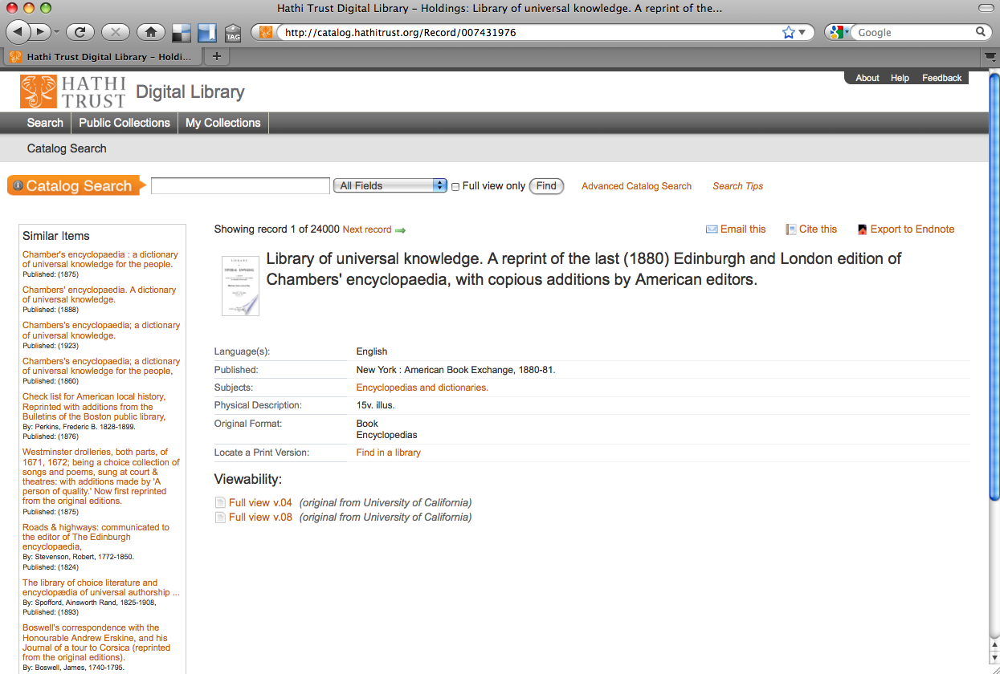 Hathi Trust Digital Library – Holdings: Library of universal knowledge. A reprint of the...
TAG
http://catalog.hathitrust.org/Record/007431976
Google
Hathi Trust Digital Library – Holdi...
+
HATHI
TRUST
Digital Library
About Help Feedback
Search Public Collections My Collections
Catalog Search
Catalog Search
All Fields
Full view only
Find
Advanced Catalog Search
Search Tips
Similar Items
Chamber's encyclopaedia : a dictionary
of universal knowledge for the people.
Published: (1875)
Chambers' encyclopaedia. A dictionary
of universal knowledge.
Published: (1888)
Chambers's encyclopaedia; a dictionary
of universal knowledge.
Published: (1923)
Chambers's encyclopaedia; a dictionary
of universal knowledge for the people,
Published: (1860)
Check list for American local history,
Reprinted with additions from the
Bulletins of the Boston public library,
By: Perkins, Frederic B. 1828-1899.
Published: (1876)
Westminster drolleries, both parts, of
1671, 1672; being a choice collection of
songs and poems, sung at court &
theatres: with additions made by 'A
person of quality.' Now first reprinted
from the original editions.
Published: (1875)
Roads & highways: communicated to
the editor of The Edinburgh
encyclopaedia,
By: Stevenson, Robert, 1772-1850.
Published: (1824)
The library of choice literature and
encyclopædia of universal authorship ...
By: Spofford, Ainsworth Rand, 1825-1908,
Published: (1893)
Boswell's correspondence with the
Honourable Andrew Erskine, and his
Journal of a tour to Corsica (reprinted
from the original editions).
By: Boswell, James, 1740-1795.
Showing record 1 of 24000 Next record
Email this
Cite this
Export to Endnote
LIBRARY
UNIVERSAL KNOWLEDGE
Library of universal knowledge. A reprint of the last (1880) Edinburgh and London edition of
Chambers' encyclopaedia, with copious additions by American editors.
Language(s): English
Published: New York : American Book Exchange, 1880-81.
Subjects: Encyclopedias and dictionaries.
Physical Description: 15v. illus.
Original Format: Book
Encyclopedias
Locate a Print Version: Find in a library
Viewability:
Full view v.04 (original from University of California)
Full view v.08 (original from University of California)